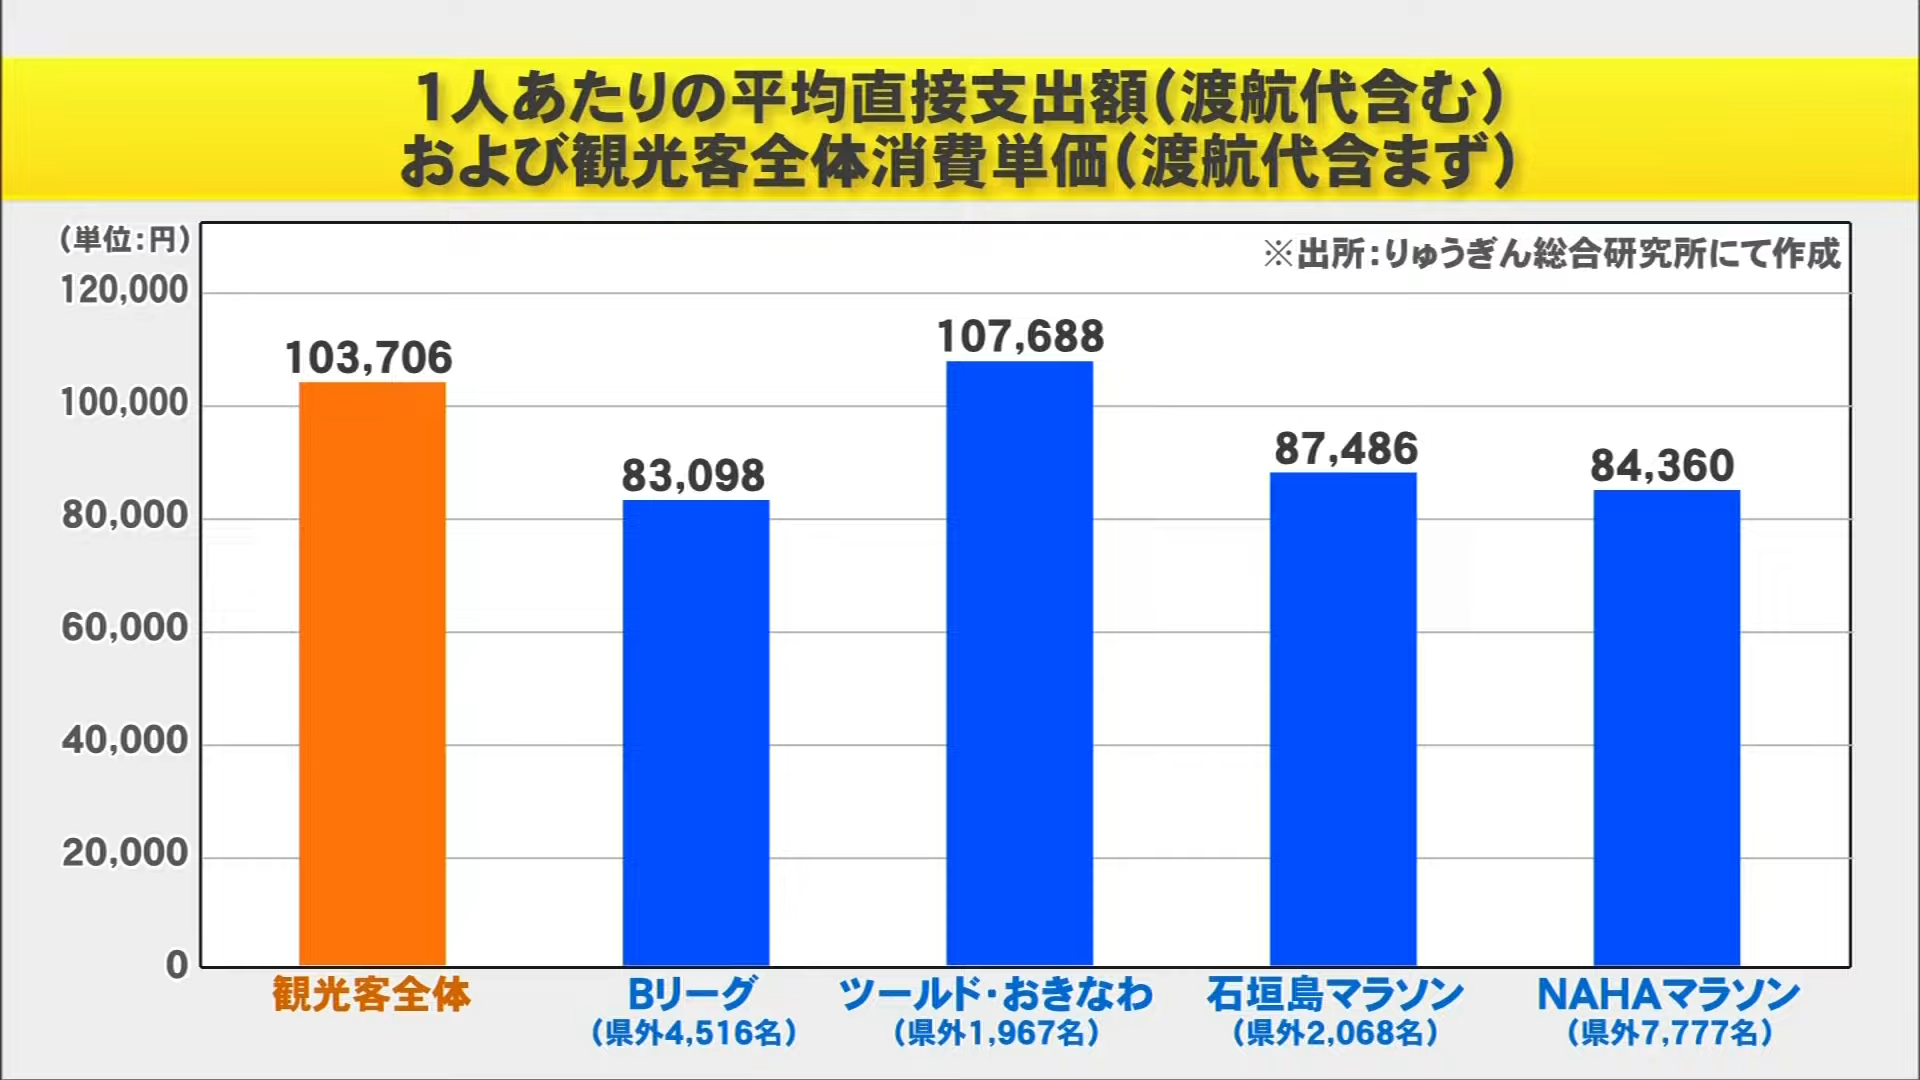 1人あたりの平均直接支出額(渡航代含む)
および観光客全体消費単価(渡航代含まず)
(単位:円)
※出所:りゅうぎん総合研究所にて作成
120,000
100,000
80,000
60,000
40,000
20,000
0
103,706
83,098
107,688
87,486
84,360
観光客全体
Bリーグ
(県外4,516名)
ツールド・おきなわ
(県外1,967名)
石垣島マラソン
(県外2,068名)
NAHAマラソン
(県外7,777名)